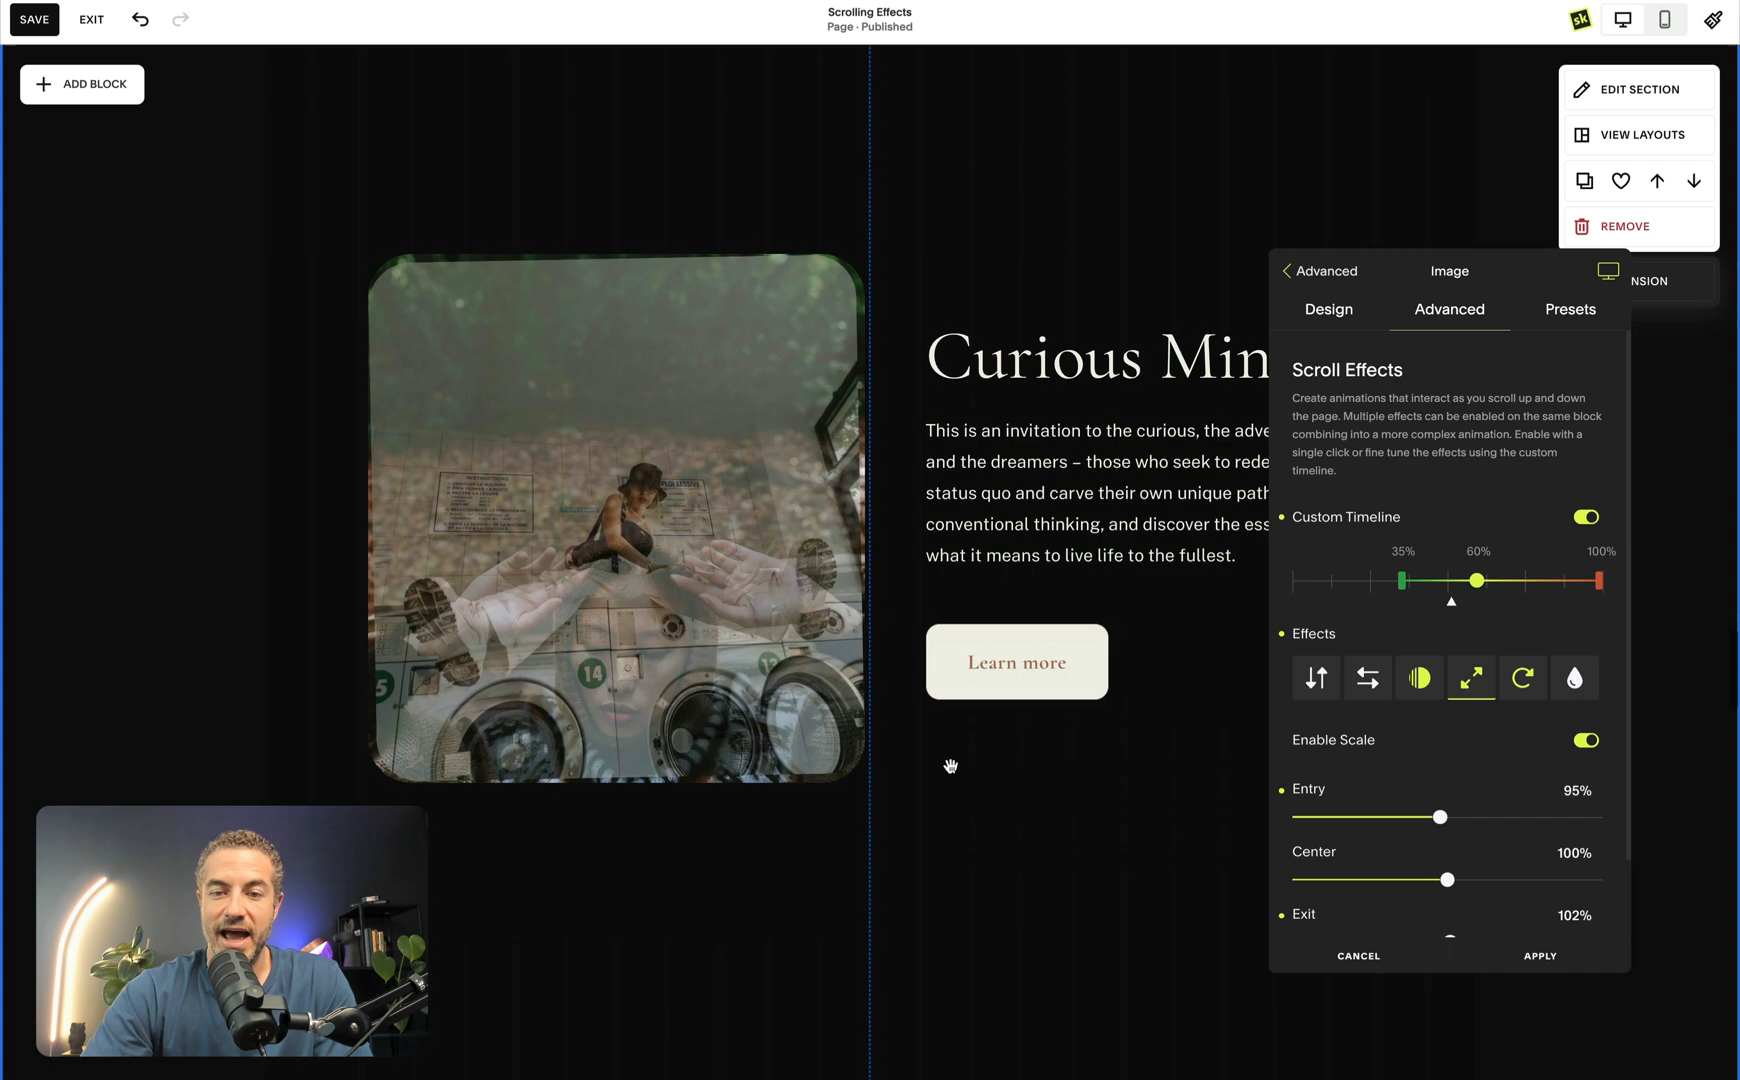 SAVE
EXIT
Scrolling Effects
Page · Published
sk
ADD BLOCK
EDIT SECTION
VIEW LAYOUTS
REMOVE
NSION
Advanced
Image
Design
Advanced
Presets
Scroll Effects
Create animations that interact as you scroll up and down
the page. Multiple effects can be enabled on the same block
combining into a more complex animation. Enable with a
single click or fine tune the effects using the custom
timeline.
Custom Timeline
35%
60%
100%
Effects
Enable Scale
Entry
95%
Center
100%
Exit
102%
CANCEL
APPLY
Curious Min
This is an invitation to the curious, the adve
and the dreamers – those who seek to rede
status quo and carve their own unique path
conventional thinking, and discover the ess
what it means to live life to the fullest.
Learn more
INSTRUCTIONS
LESSIVE
5
14